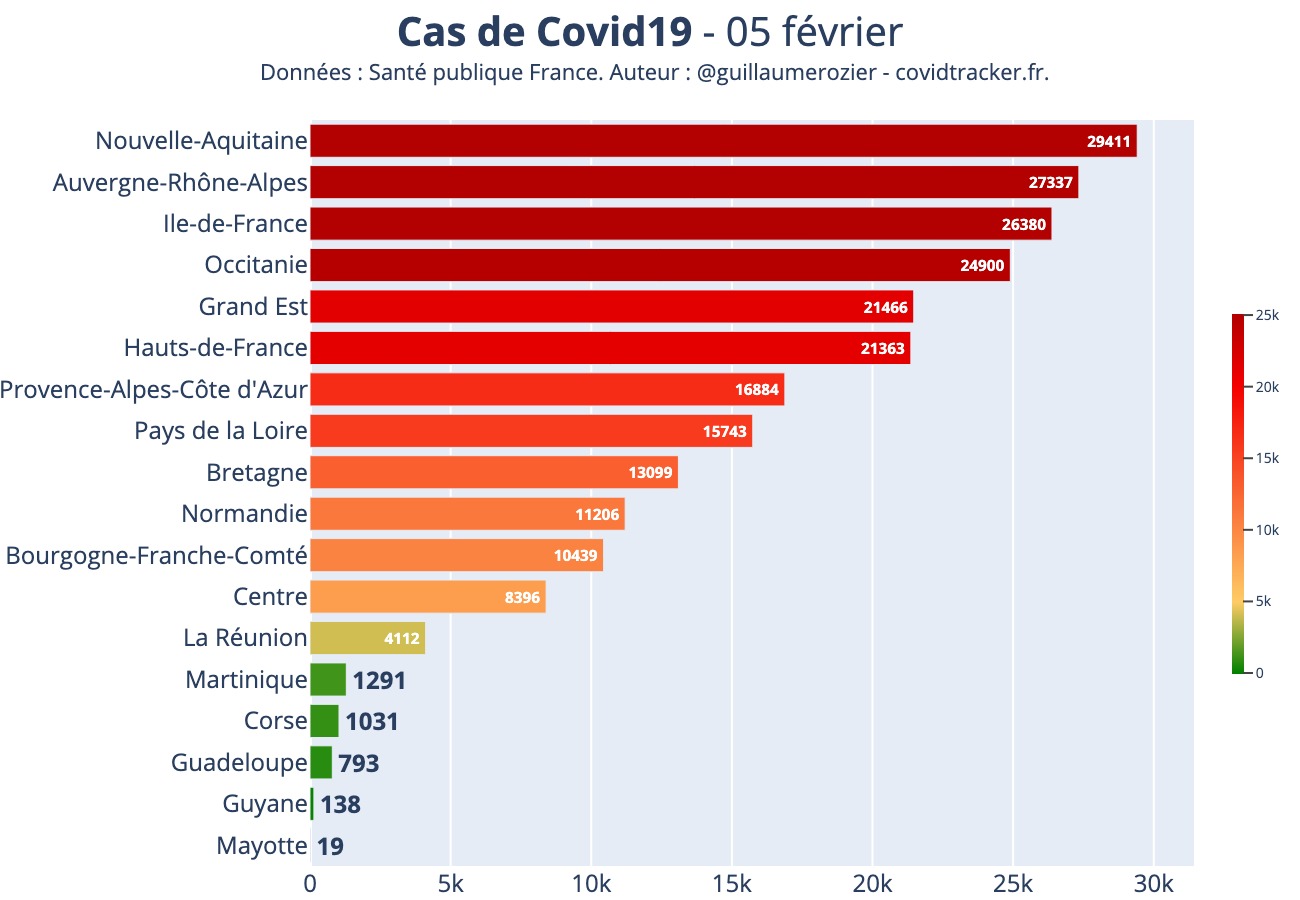 Cas de Covid19 - 05 février
Données : Santé publique France. Auteur : @guillaumerozier - covidtracker.fr.
Nouvelle-Aquitaine 29411
Auvergne-Rhône-Alpes 27337
Ile-de-France 26380
Occitanie 24900
Grand Est 21466
Hauts-de-France 21363
Provence-Alpes-Côte d'Azur 16884
Pays de la Loire 15743
Bretagne 13099
Normandie 11206
Bourgogne-Franche-Comté 10439
Centre 8396
La Réunion 4112
Martinique 1291
Corse 1031
Guadeloupe 793
Guyane 138
Mayotte 19
0 5k 10k 15k 20k 25k 30k
25k
20k
15k
10k
5k
0